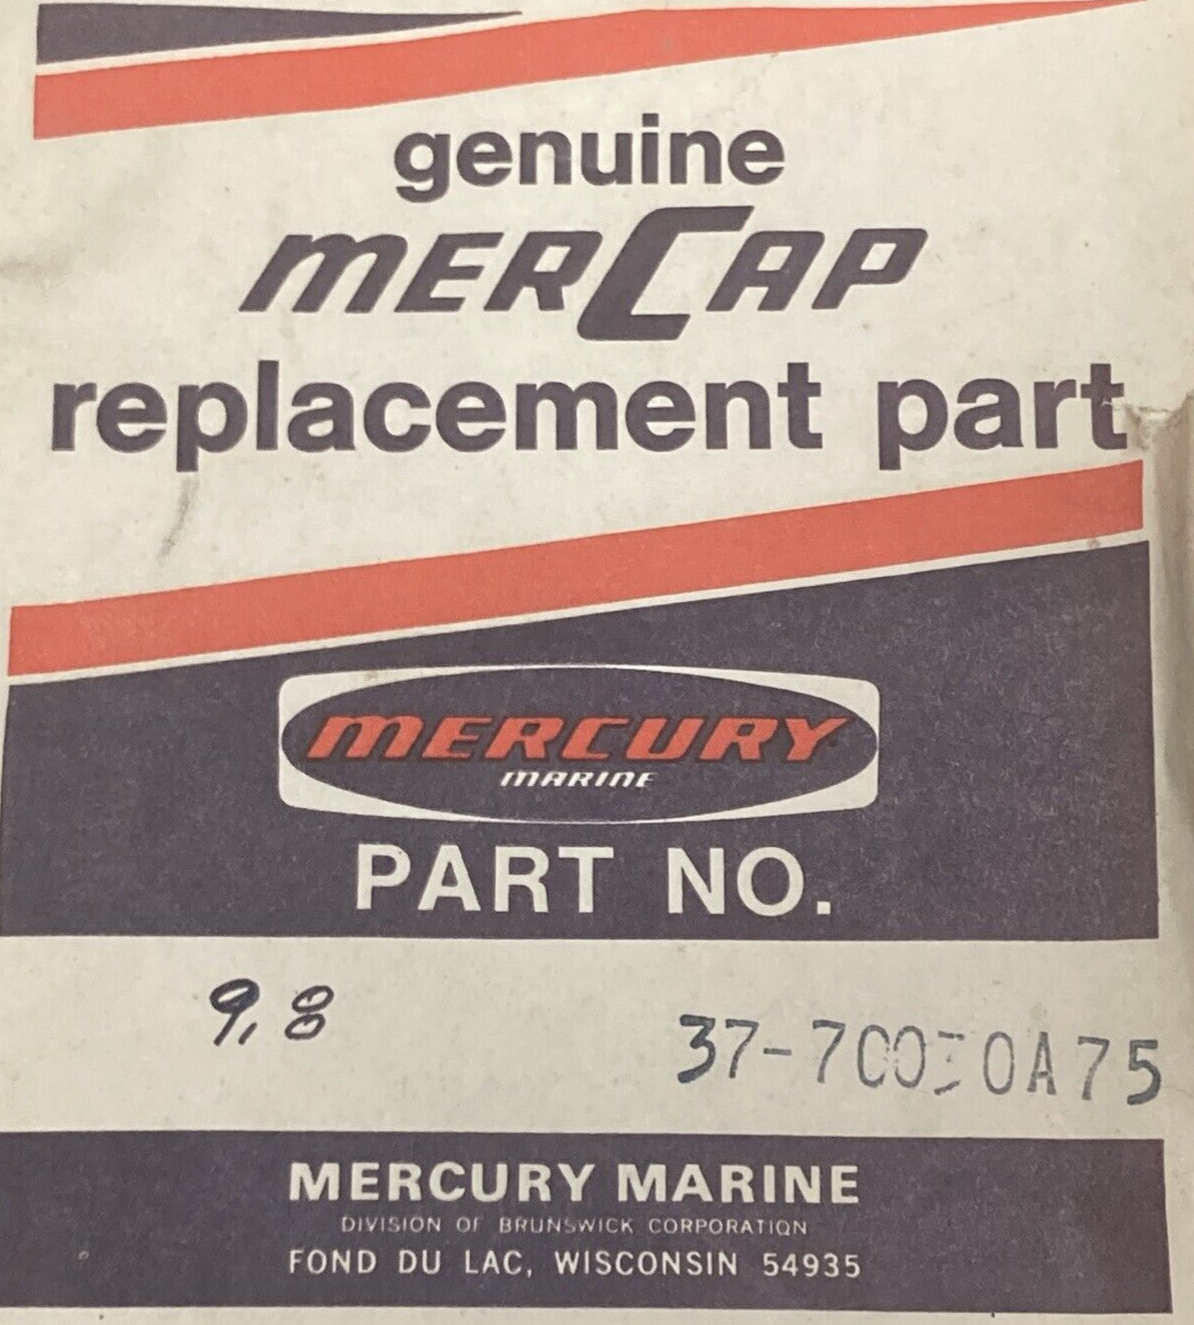 genuine
MERCAP
replacement part
MERCURY
MARINE
PART NO.
9.8
MERCURY MARINE
DIVISION OF BRUNSWICK CORPORATION
FOND DU LAC, WISCONSIN 54935